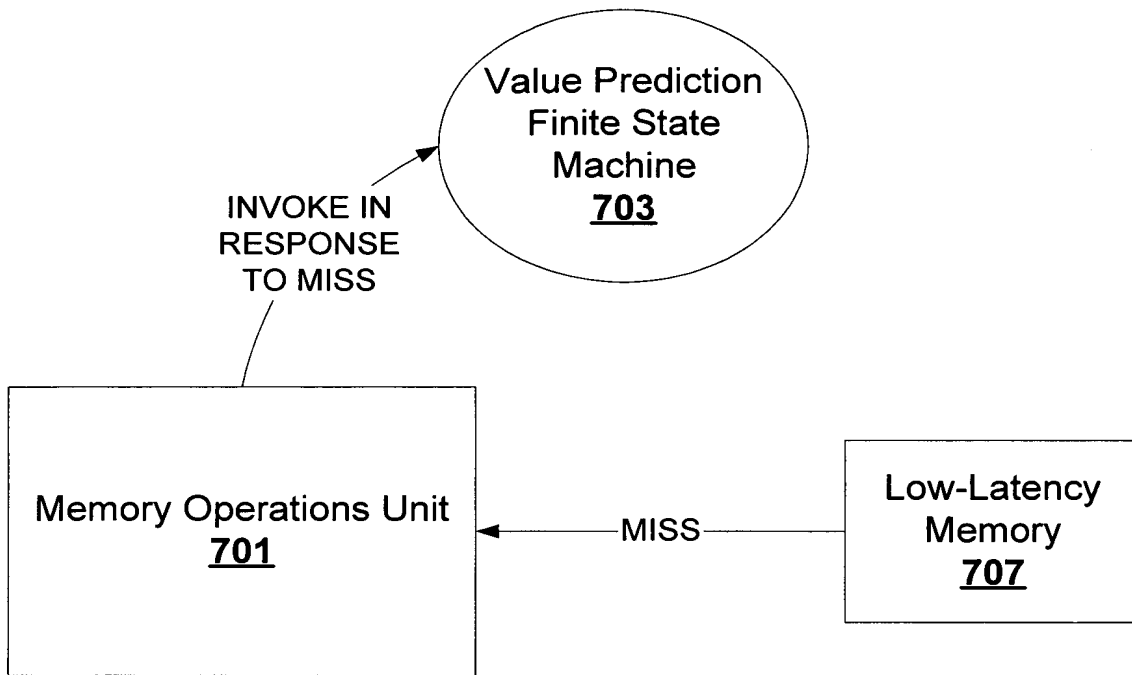 Value Prediction
Finite State
Machine
703
INVOKE IN
RESPONSE
TO MISS
Memory Operations Unit
701
MISS
Low-Latency
Memory
707